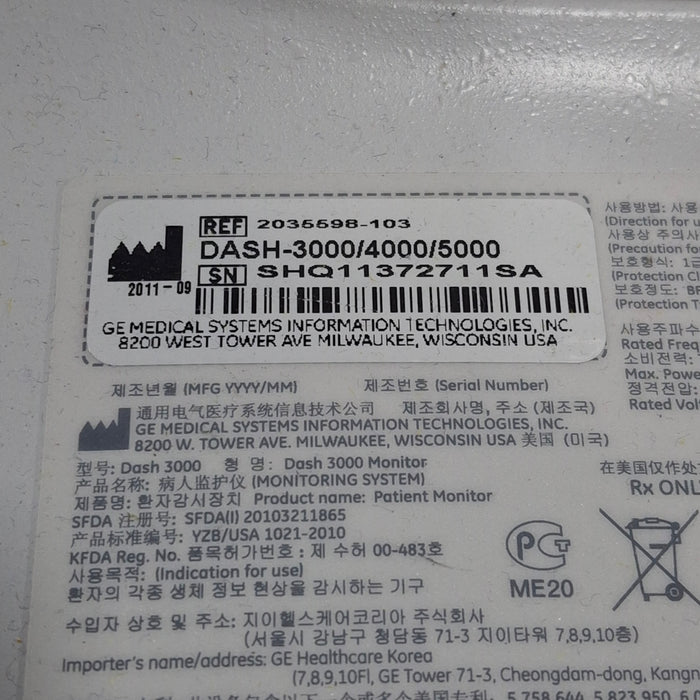 REF 2035598-103
DASH-3000/4000/5000
SN SHQ11372711SA
2011-09
GE MEDICAL SYSTEMS INFORMATION TECHNOLOGIES, INC.
8200 WEST TOWER AVE MILWAUKEE, WISCONSIN USA
제조년월 (MFG YYYY/MM) 제조번호 (Serial Number)
通用电气医疗系统信息技术公司 제조회사명, 주소 (제조국)
GE MEDICAL SYSTEMS INFORMATION TECHNOLOGIES, INC.
8200 W. TOWER AVE. MILWAUKEE, WISCONSIN USA 美国 (미국)
型号: Dash 3000 형 명: Dash 3000 Monitor
产品名称: 病人监护仪 (MONITORING SYSTEM)
제품명: 환자감시장치 Product name: Patient Monitor
SFDA 注册号: SFDA(I) 20103211865
产品标准编号: YZB/USA 1021-2010
KFDA Reg. No. 품목허가번호: 제 수허 00-483호
사용목적: (Indication for use)
환자의 각종 생체 정보 현상을 감시하는 기구
수입자 상호 및 주소: 지이헬스케어코리아 주식회사
(서울시 강남구 청담동 71-3 지이타워 7,8,9,10층)
Importer's name/address: GE Healthcare Korea
(7,8,9,10Fl, GE Tower 71-3, Cheongdam-dong, Kang
사용방법: 사용
(Direction for u
사용상 주의사
(Precaution fo
보호형식: 1급
(Protection Cl
보호정도: BF
(Protection T
사용주파수
Rated Freq
소비전력:
Max. Powe
정격전압:
Rated Vol
在美国仅作处
Rx ONL
ME20
5,758,644, 5,823,950, 6,